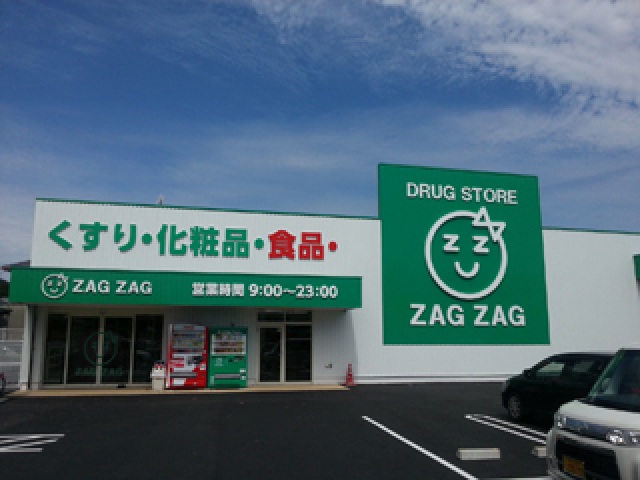 DRUG STORE
zz
ZAG ZAG
くすり・化粧品・食品・
ZAG ZAG 営業時間 9:00～23:00